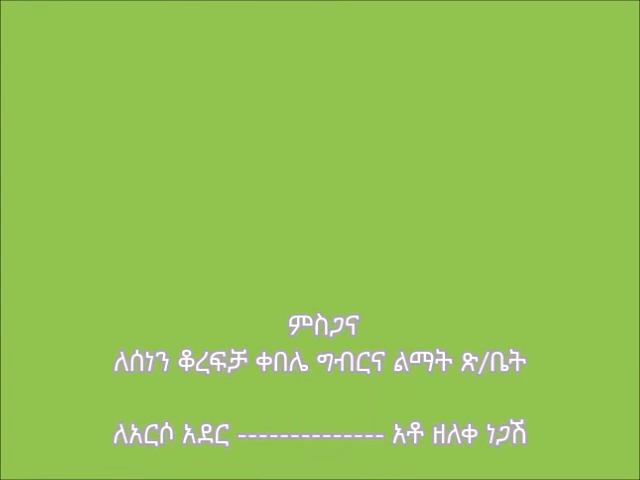 ምስጋና
ለሰነን ቆረፍቻ ቀበሌ ግብርና ልማት ጽ/ቤት
ለአርሶ አደር -------------- አቶ ዘለቀ ነጋሽ